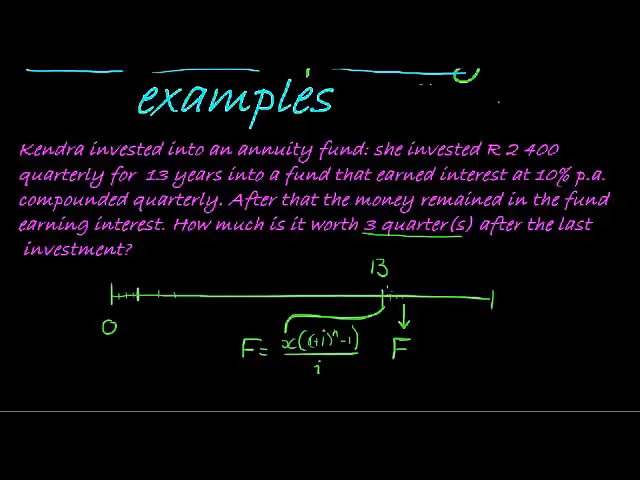 examples
Kendra invested into an annuity fund: she invested R 2 400
quarterly for 13 years into a fund that earned interest at 10% p.a.
compounded quarterly. After that the money remained in the fund
earning interest. How much is it worth 3 quarter(s) after the last
investment?
13
0
F= x((1+i)^n -1) / i
F